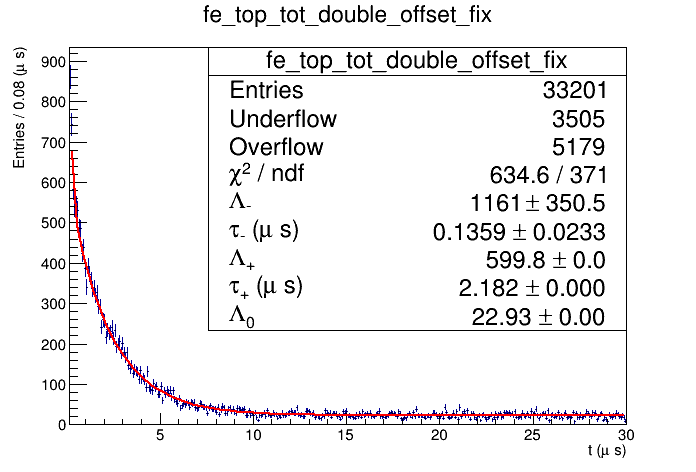 fe_top_tot_double_offset_fix
Entries / 0.08 (μ s)
fe_top_tot_double_offset_fix
Entries 33201
Underflow 3505
Overflow 5179
χ² / ndf 634.6 / 371
Λ₋ 1161 ± 350.5
τ₋ (μ s) 0.1359 ± 0.0233
Λ₊ 599.8 ± 0.0
τ₊ (μ s) 2.182 ± 0.000
Λ₀ 22.93 ± 0.00
900
800
700
600
500
400
300
200
100
0
5 10 15 20 25 30
t (μ s)